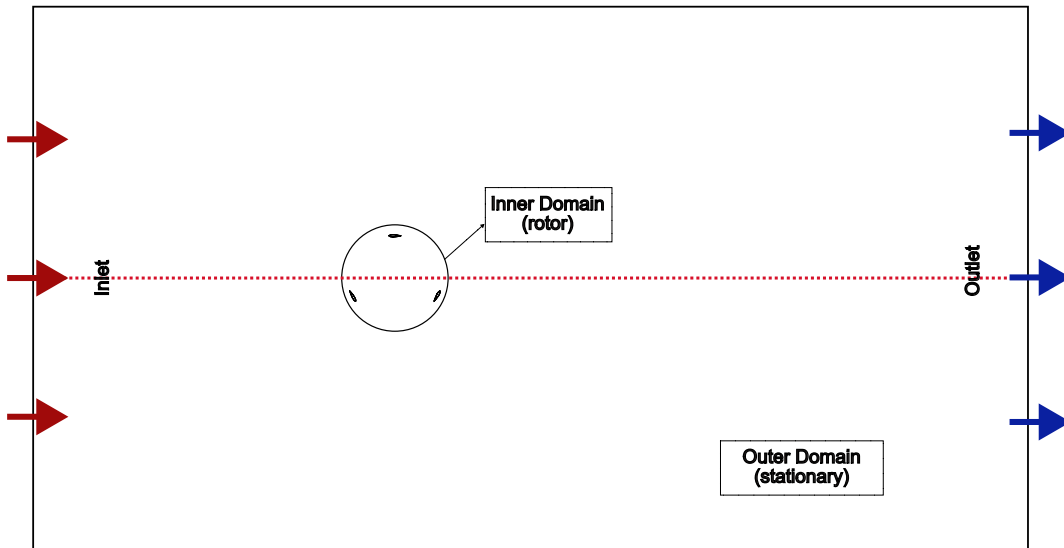 Inner Domain
(rotor)
Inlet
Outlet
Outer Domain
(stationary)